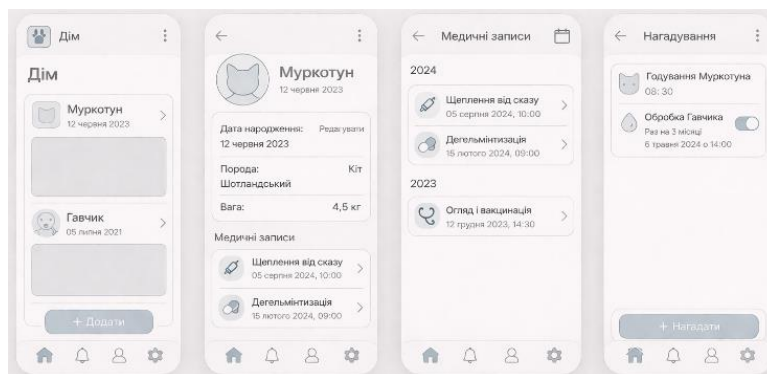 Дім
Дім
Муркотун
12 червня 2023
Гавчик
05 липня 2021
+ Додати
Муркотун
12 червня 2023
Дата народження: Редагувати
12 червня 2023
Порода: Кіт
Шотландський
Вага: 4,5 кг
Медичні записи
Щеплення від сказу
05 серпня 2024, 10:00
Дегельмінтизація
15 лютого 2024, 09:00
Медичні записи
2024
Щеплення від сказу
05 серпня 2024, 10:00
Дегельмінтизація
15 лютого 2024, 09:00
2023
Огляд і вакцинація
12 грудня 2023, 14:30
Нагадування
Годування Муркотуна
08:30
Обробка Гавчика
Раз на 3 місяці
6 травня 2024 о 14:00
+ Нагадати